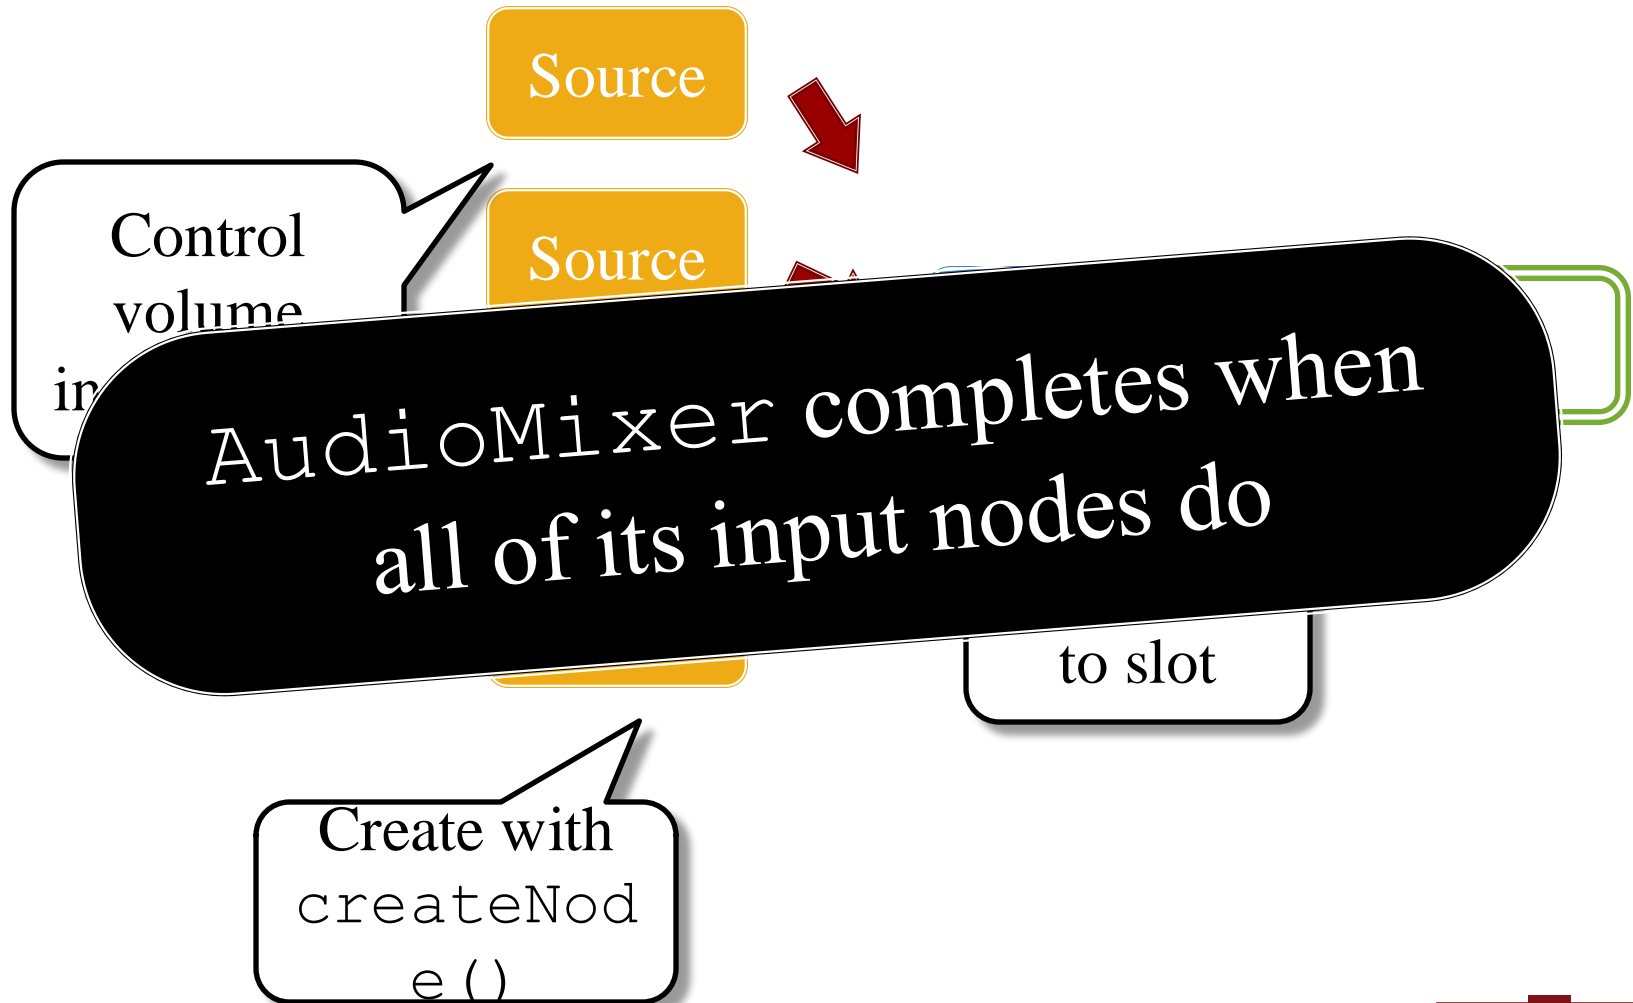 Source
Source
Control
volume
AudioMixer completes when
all of its input nodes do
to slot
Create with
createNod
e()